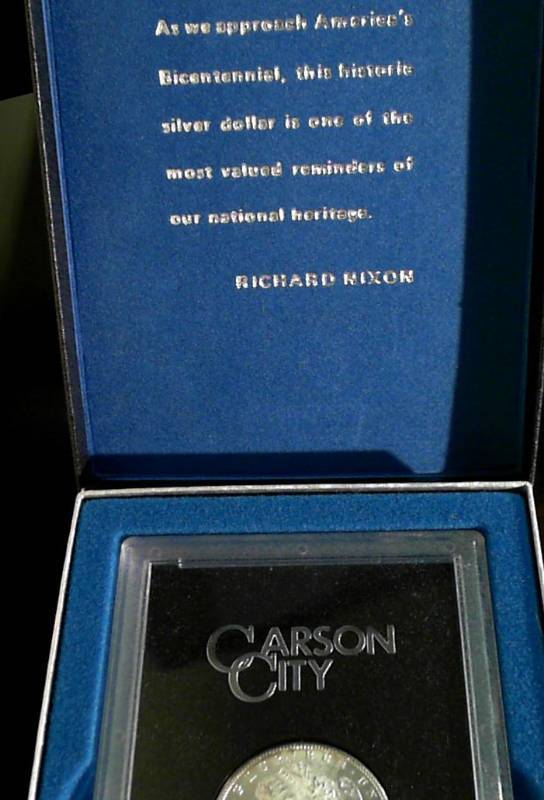 As we approach America's
Bicentennial, this historic
silver dollar is one of the
most valued reminders of
our national heritage.
RICHARD NIXON
CARSON
CITY